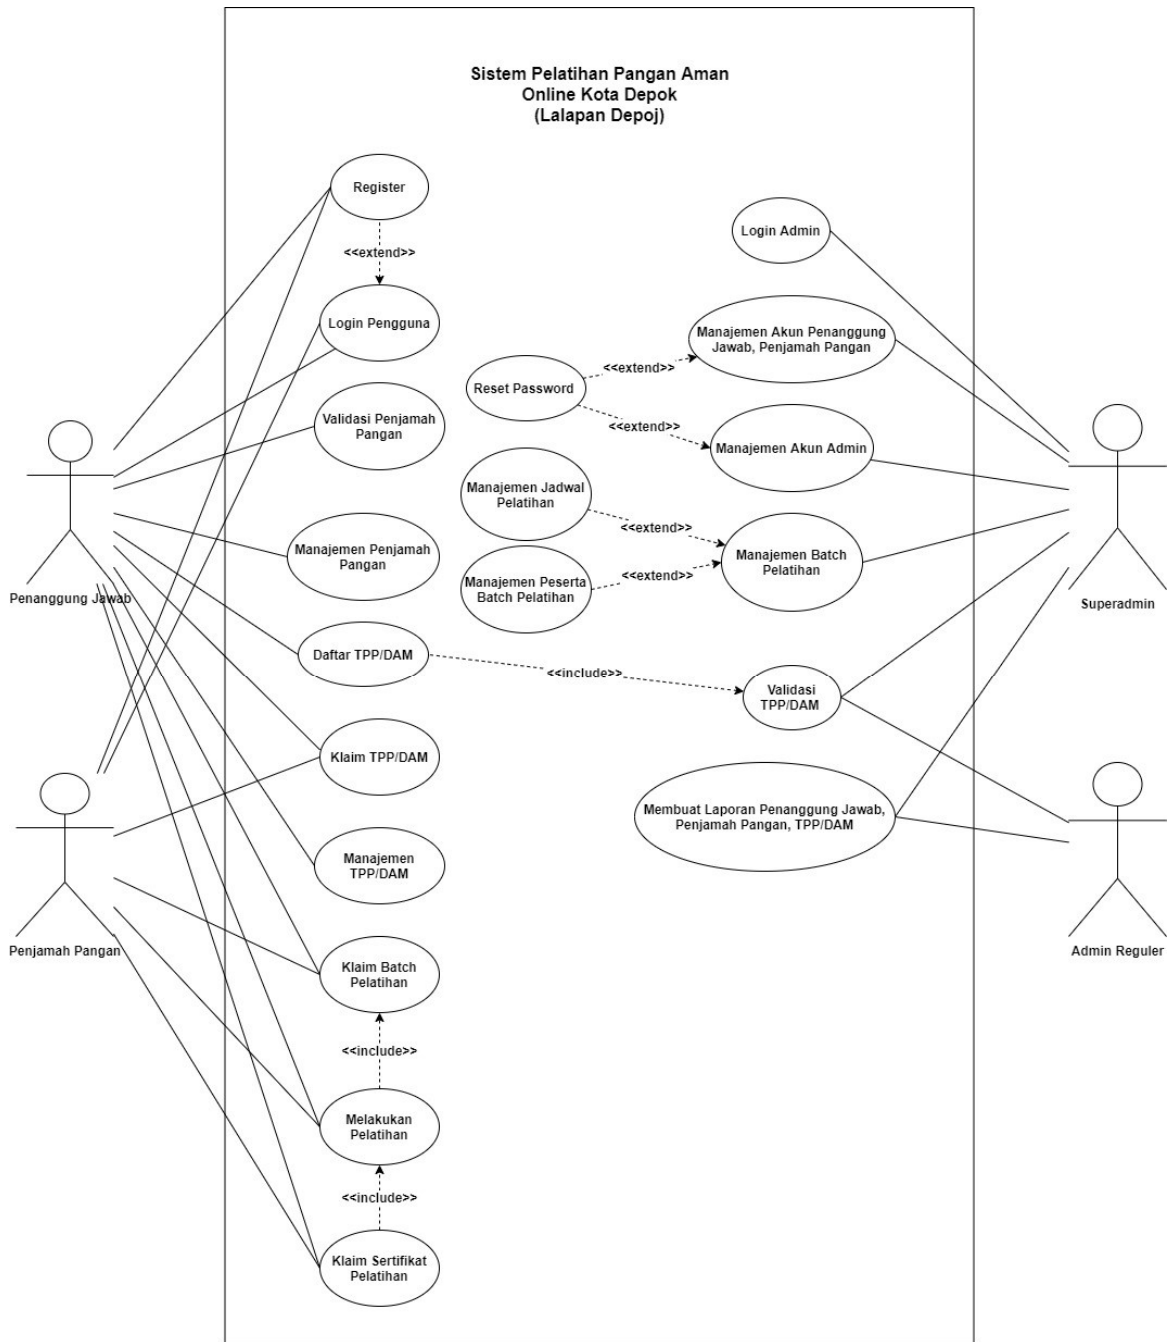 Sistem Pelatihan Pangan Aman
Online Kota Depok
(Lalapan Depoj)
Register
<<extend>>
Login Pengguna
Validasi Penjamah
Pangan
Manajemen Penjamah
Pangan
Daftar TPP/DAM
<<include>>
Klaim TPP/DAM
Manajemen
TPP/DAM
Klaim Batch
Pelatihan
<<include>>
Melakukan
Pelatihan
<<include>>
Klaim Sertifikat
Pelatihan
Login Admin
Manajemen Akun Penanggung
Jawab, Penjamah Pangan
Reset Password
<<extend>>
<<extend>>
Manajemen Akun Admin
Manajemen Jadwal
Pelatihan
<<extend>>
Manajemen Peserta
Batch Pelatihan
<<extend>>
Manajemen Batch
Pelatihan
Validasi
TPP/DAM
Membuat Laporan Penanggung Jawab,
Penjamah Pangan, TPP/DAM
Penanggung Jawab
Penjamah Pangan
Superadmin
Admin Reguler